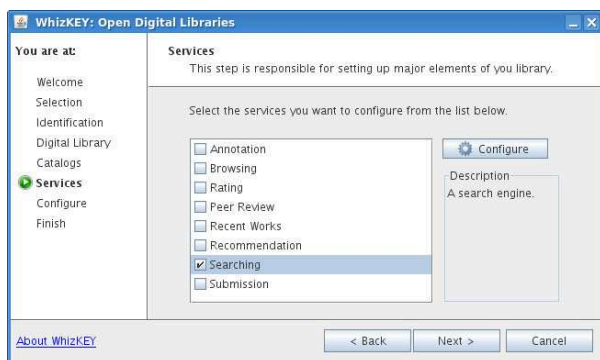 WhizKEY: Open Digital Libraries
You are at:
Welcome
Selection
Identification
Digital Library
Catalogs
Services
Configure
Finish
Services
This step is responsible for setting up major elements of you library.
Select the services you want to configure from the list below.
Annotation
Browsing
Rating
Peer Review
Recent Works
Recommendation
Searching
Submission
Configure
Description
A search engine.
About WhizKEY
< Back
Next >
Cancel